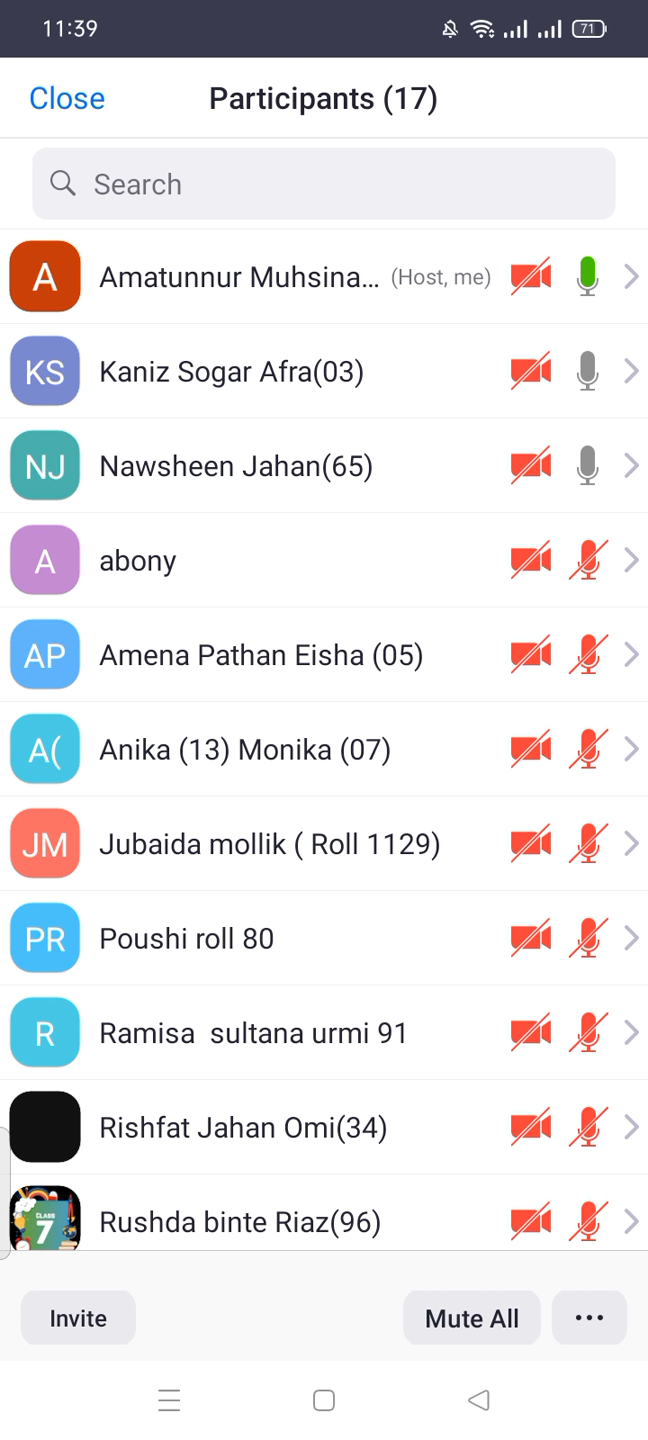 11:39
71
Close
Participants (17)
Search
A
Amatunnur Muhsina... (Host, me)
KS
Kaniz Sogar Afra(03)
NJ
Nawsheen Jahan(65)
A
abony
AP
Amena Pathan Eisha (05)
A(
Anika (13) Monika (07)
JM
Jubaida mollik ( Roll 1129)
PR
Poushi roll 80
R
Ramisa  sultana urmi 91
Rishfat Jahan Omi(34)
CLASS
7
Rushda binte Riaz(96)
Invite
Mute All
...